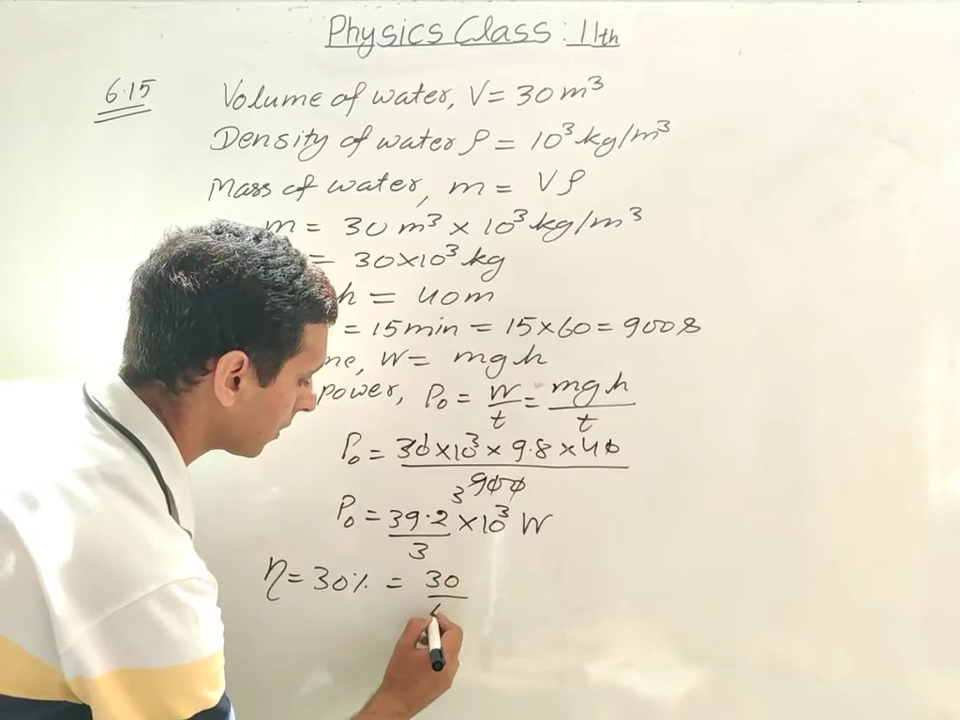 Physics Class : 11th
6.15
Volume of water, V = 30 m³
Density of water ρ = 10³ kg/m³
Mass of water, m = Vρ
m = 30 m³ × 10³ kg/m³
= 30×10³ kg
h = 40m
= 15 min = 15×60 = 900s
W = mgh
power, P₀ = W/t = mgh/t
P₀ = 30×10³ × 9.8 × 40 / 900 3
P₀ = 39.2/3 ×10³ W
η = 30% = 30